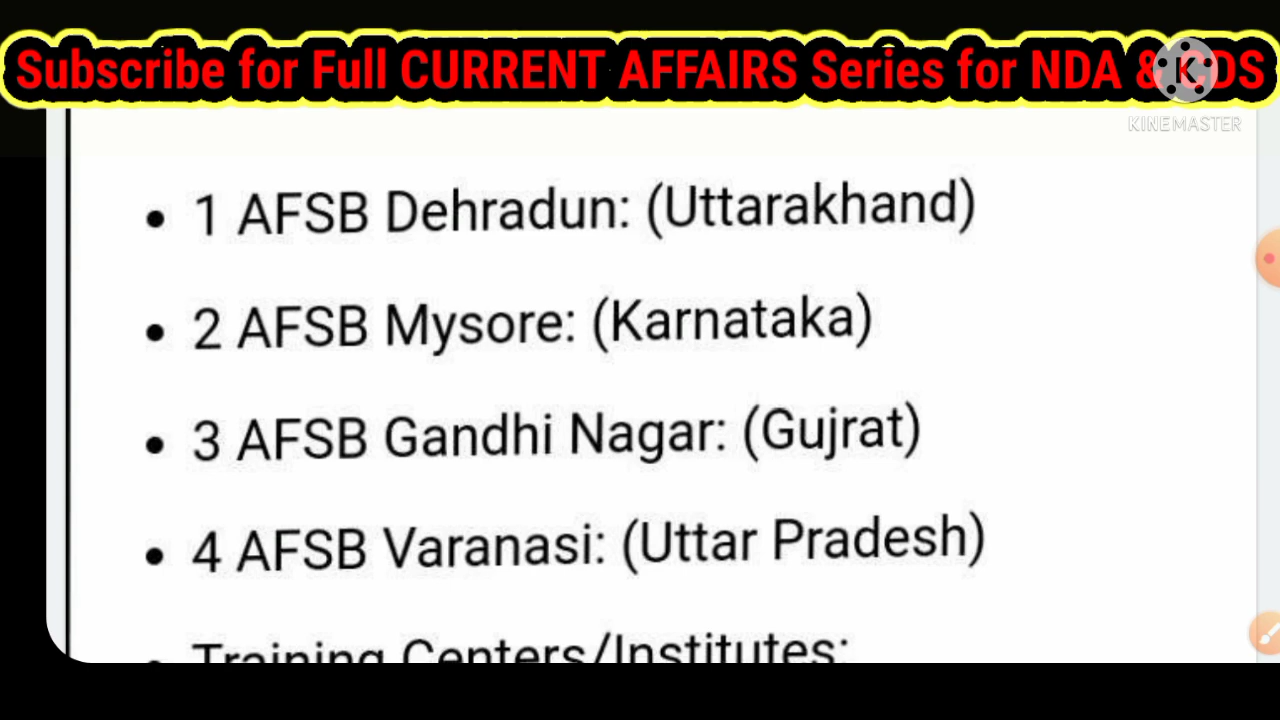 Subscribe for Full CURRENT AFFAIRS Series for NDA & CDS
K
KINEMASTER
• 1 AFSB Dehradun: (Uttarakhand)
• 2 AFSB Mysore: (Karnataka)
• 3 AFSB Gandhi Nagar: (Gujrat)
• 4 AFSB Varanasi: (Uttar Pradesh)
• Training Centers/Institutes: